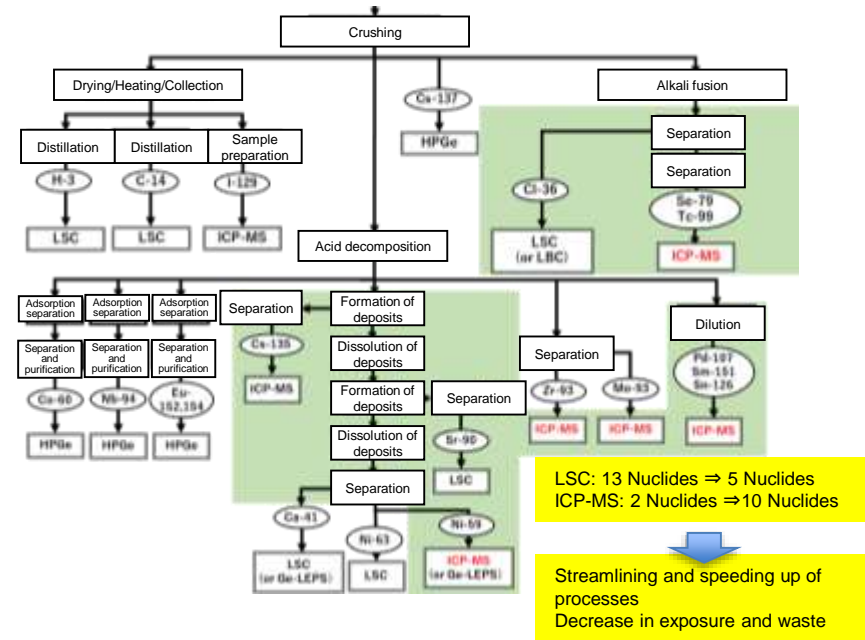 Crushing
Drying/Heating/Collection
Cs-137
Alkali fusion
HPGe
Separation
Distillation
Distillation
Sample
preparation
Separation
H-3
C-14
I-129
Cl-36
Se-79
Tc-99
LSC
LSC
ICP-MS
LSC
(or LBC)
ICP-MS
Acid decomposition
Adsorption
separation
Adsorption
separation
Adsorption
separation
Separation
Formation of
deposits
Dilution
Separation
and
purification
Separation
and
purification
Separation
and
purification
Cs-135
Dissolution of
deposits
Separation
Pd-107
Sm-151
Sn-126
Co-60
Nb-94
Eu-
152,154
ICP-MS
Formation of
deposits
Separation
Zr-93
Mo-93
HPGe
HPGe
HPGe
Dissolution of
deposits
Sr-90
ICP-MS
ICP-MS
ICP-MS
LSC
Separation
Ca-41
Ni-63
Ni-59
LSC
(or Ge-LEPS)
LSC
ICP-MS
(or Ge-LEPS)
LSC: 13 Nuclides ⇒ 5 Nuclides
ICP-MS: 2 Nuclides ⇒10 Nuclides
Streamlining and speeding up of
processes
Decrease in exposure and waste